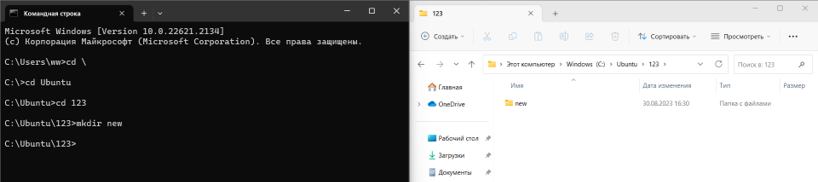 Командная строка
Microsoft Windows [Version 10.0.22621.2134]
(c) Корпорация Майкрософт (Microsoft Corporation). Все права защищены.
C:\Users\ww>cd \
C:\>cd Ubuntu
C:\Ubuntu>cd 123
C:\Ubuntu\123>mkdir new
C:\Ubuntu\123>
123
Создать
Сортировать
Просмотреть
Этот компьютер > Windows (C:) > Ubuntu > 123 >
Поиск в: 123
Главная
OneDrive
Рабочий стол
Загрузки
Документы
Имя Дата изменения Тип Размер
new 30.08.2023 16:30 Папка с файлами